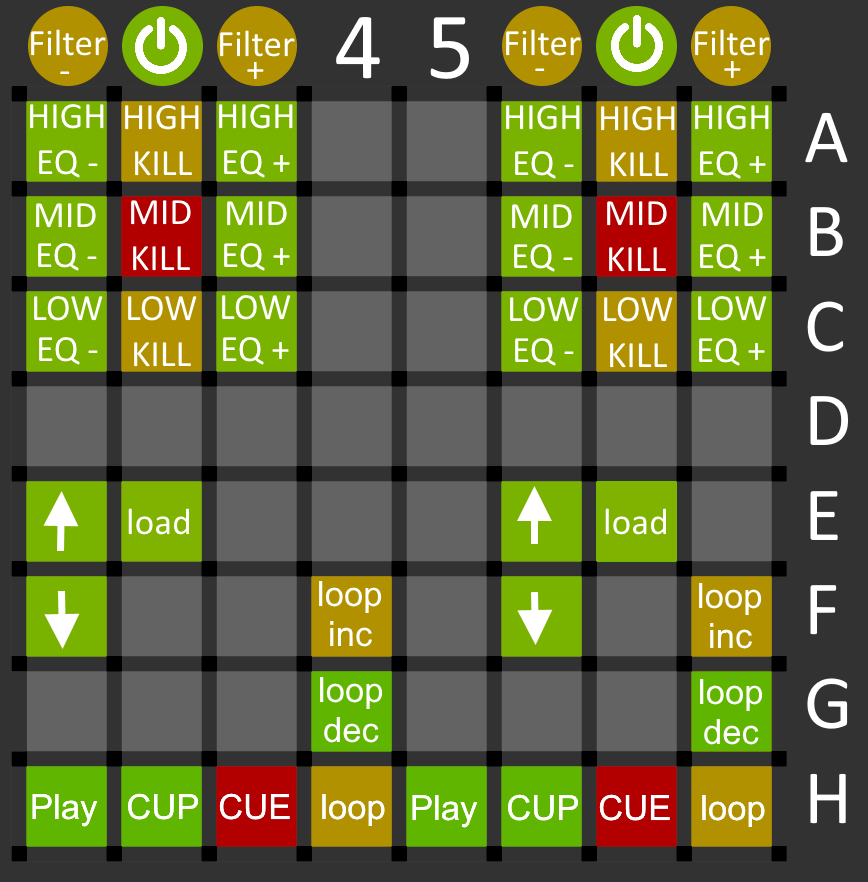 Filter
-
Filter
+
4
5
Filter
-
Filter
+
HIGH
EQ -
HIGH
KILL
HIGH
EQ +
HIGH
EQ -
HIGH
KILL
HIGH
EQ +
A
MID
EQ -
MID
KILL
MID
EQ +
MID
EQ -
MID
KILL
MID
EQ +
B
LOW
EQ -
LOW
KILL
LOW
EQ +
LOW
EQ -
LOW
KILL
LOW
EQ +
C
D
load
load
E
loop
inc
loop
inc
F
loop
dec
loop
dec
G
Play
CUP
CUE
loop
Play
CUP
CUE
loop
H